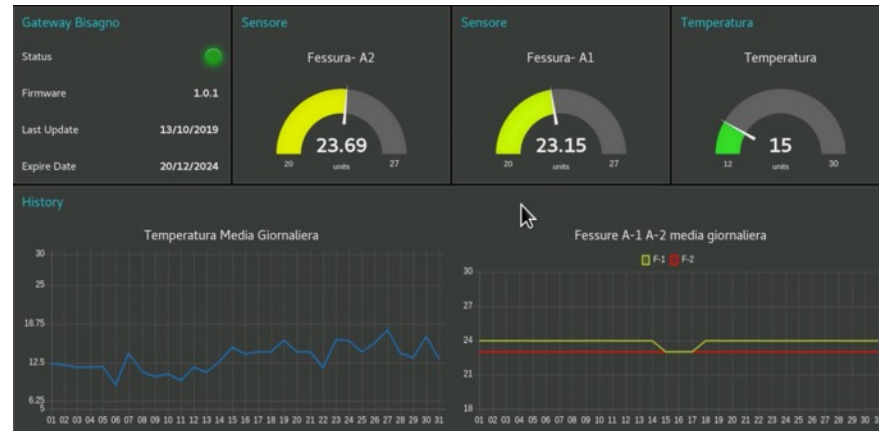 Gateway Bisagno
Status
Firmware 1.0.1
Last Update 13/10/2019
Expire Date 20/12/2024
Sensore
Fessura- A2
23.69
20 units 27
Sensore
Fessura- A1
23.15
20 units 27
Temperatura
Temperatura
15
12 units 30
History
Temperatura Media Giornaliera
30
25
18.75
12.5
6.25
5
01 02 03 04 05 06 07 08 09 10 11 12 13 14 15 16 17 18 19 20 21 22 23 24 25 26 27 28 29 30 31
Fessure A-1 A-2 media giornaliera
F-1 F-2
30
27
24
21
18
01 02 03 04 05 06 07 08 09 10 11 12 13 14 15 16 17 18 19 20 21 22 23 24 25 26 27 28 29 30